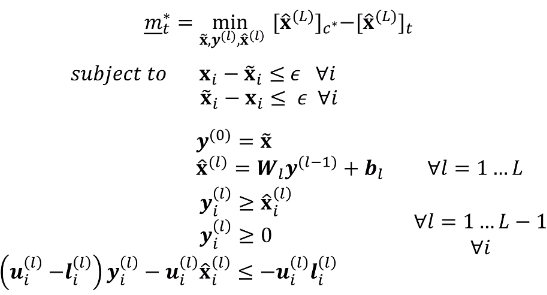 m̲*ₜ = min x̃,y⁽ˡ⁾,x̂⁽ˡ⁾ [x̂⁽ᴸ⁾]_c* − [x̂⁽ᴸ⁾]ₜ
subject to xᵢ − x̃ᵢ ≤ ϵ ∀i
x̃ᵢ − xᵢ ≤ ϵ ∀i
y⁽⁰⁾ = x̃
x̂⁽ˡ⁾ = Wₗy⁽ˡ⁻¹⁾ + bₗ ∀l = 1 … L
yᵢ⁽ˡ⁾ ≥ x̂ᵢ⁽ˡ⁾
yᵢ⁽ˡ⁾ ≥ 0 ∀l = 1 … L − 1
∀i
(uᵢ⁽ˡ⁾ − lᵢ⁽ˡ⁾) yᵢ⁽ˡ⁾ − uᵢ⁽ˡ⁾x̂ᵢ⁽ˡ⁾ ≤ −uᵢ⁽ˡ⁾lᵢ⁽ˡ⁾